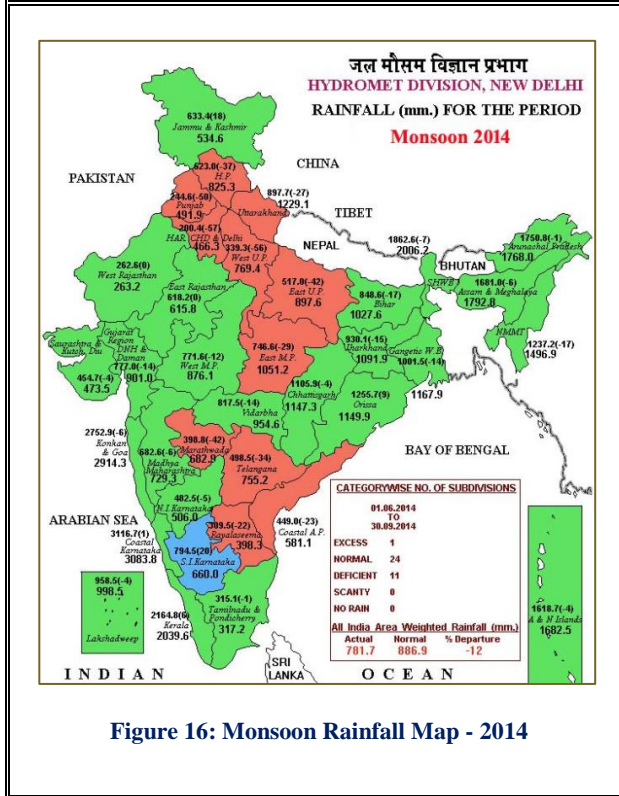 जल मौसम विज्ञान प्रभाग
HYDROMET DIVISION, NEW DELHI
RAINFALL (mm.) FOR THE PERIOD
Monsoon 2014
633.4(18)
Jammu & Kashmir
534.6
CHINA
PAKISTAN
623.0(-37)
H.P.
825.3
897.7(-27)
1229.1
Uttarakhand
TIBET
244.6(-50)
Punjab
491.9
200.4(-57)
HAR, CHD & Delhi
466.3
339.3(-56)
West U.P.
769.4
NEPAL
1862.6(-7)
2006.2
BHUTAN
1750.8(-1)
Arunachal Pradesh
1768.0
262.6(0)
West Rajasthan
263.2
East Rajasthan
618.2(0)
615.8
517.0(-42)
East U.P.
897.6
848.6(-17)
Bihar
1027.6
SHWB
1681.0(-6)
Assam & Meghalaya
1792.8
NMMT
1237.2(-17)
1496.9
Saurashtra &
Kutch, Diu
454.7(-4)
473.5
Gujarat
Region
DNH &
Daman
777.0(-14)
901.0
771.6(-12)
West M.P.
876.1
746.6(-29)
East M.P.
1051.2
930.1(-15)
Jharkhand
1091.9
Gangetic W.B.
1001.5(-14)
1167.9
1105.9(-4)
Chhattisgarh
1147.3
1255.7(9)
Orissa
1149.9
817.5(-14)
Vidarbha
954.6
2752.9(-6)
Konkan
& Goa
2914.3
682.6(-6)
Madhya
Maharashtra
729.3
398.8(-42)
Marathwada
682.9
498.5(-34)
Telangana
755.2
BAY OF BENGAL
ARABIAN SEA
482.5(-5)
N.I.Karnataka
506.0
309.5(-22)
Rayalaseema
398.3
449.0(-23)
Coastal A.P.
581.1
3116.7(1)
Coastal
Karnataka
3083.8
794.5(20)
S.I.Karnataka
660.0
CATEGORYWISE NO. OF SUBDIVISIONS
01.06.2014
TO
30.09.2014
EXCESS 1
NORMAL 24
DEFICIENT 11
SCANTY 0
NO RAIN 0
All India Area Weighted Rainfall (mm.)
Actual Normal % Departure
781.7 886.9 -12
958.5(-4)
998.5
Lakshadweep
2164.8(6)
Kerala
2039.6
315.1(-1)
Tamilnadu &
Pondicherry
317.2
1618.7(-4)
A & N Islands
1682.5
SRI
LANKA
INDIAN OCEAN
Figure 16: Monsoon Rainfall Map - 2014